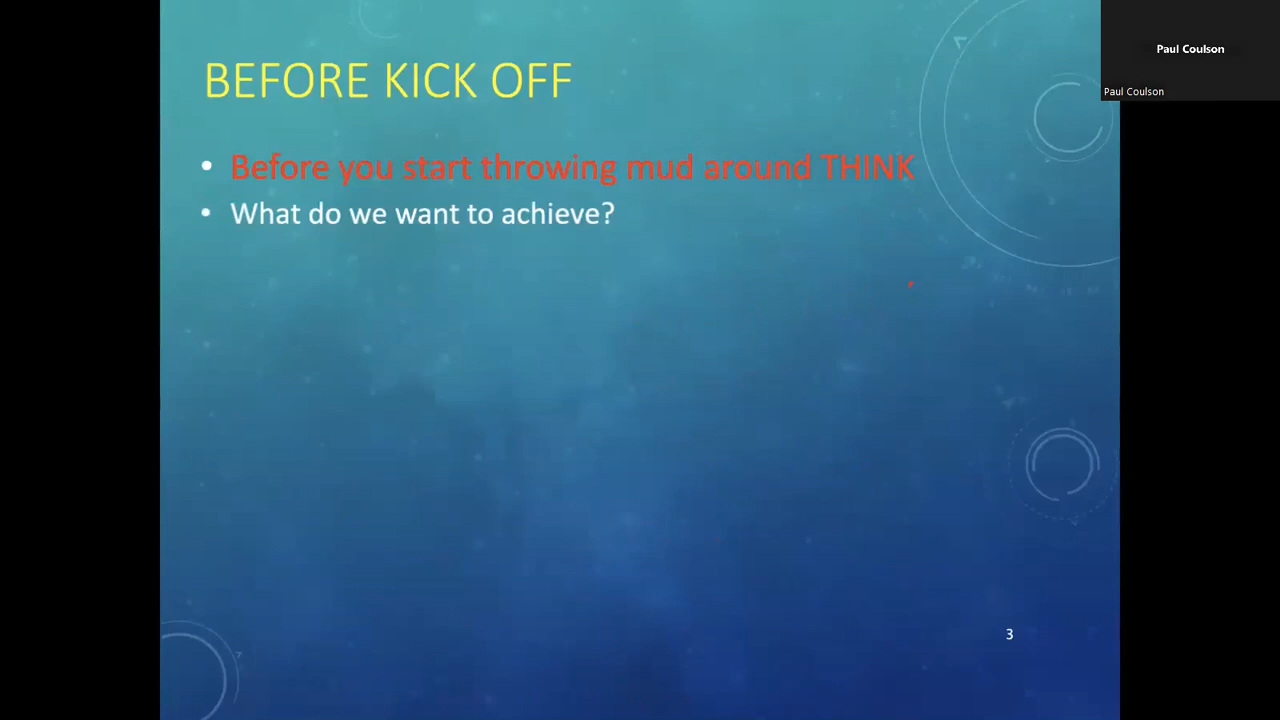 Paul Coulson
Paul Coulson
BEFORE KICK OFF
• Before you start throwing mud around THINK
• What do we want to achieve?
3